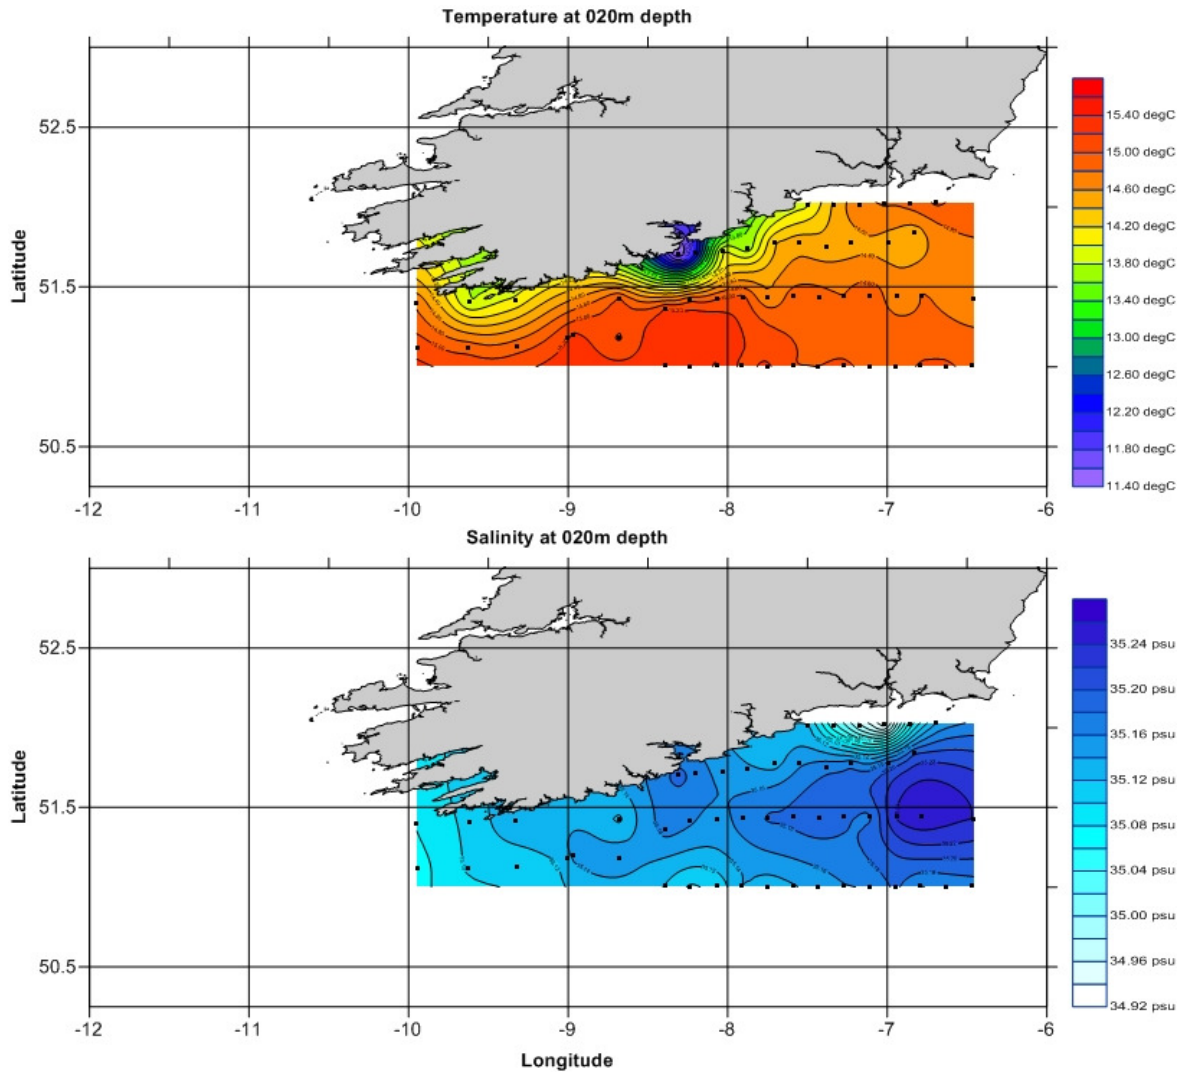 Temperature at 020m depth
52.5
51.5
50.5
Latitude
-12 -11 -10 -9 -8 -7 -6
15.40 degC
15.00 degC
14.60 degC
14.20 degC
13.80 degC
13.40 degC
13.00 degC
12.60 degC
12.20 degC
11.80 degC
11.40 degC
Salinity at 020m depth
52.5
51.5
50.5
Latitude
-12 -11 -10 -9 -8 -7 -6
Longitude
35.24 psu
35.20 psu
35.16 psu
35.12 psu
35.08 psu
35.04 psu
35.00 psu
34.96 psu
34.92 psu